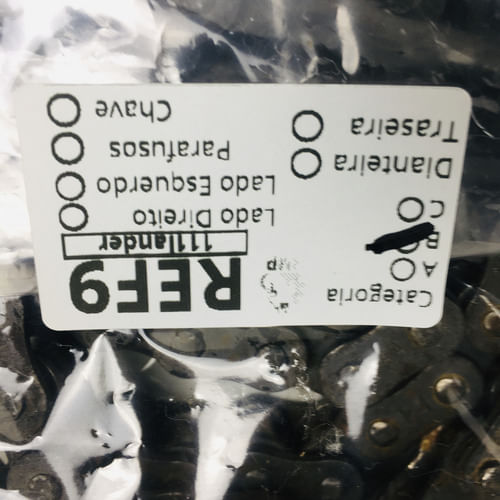 Categoria
A
B
C
Dianteira
Traseira
REF9
111lander
Lado Direito
Lado Esquerdo
Parafusos
Chave